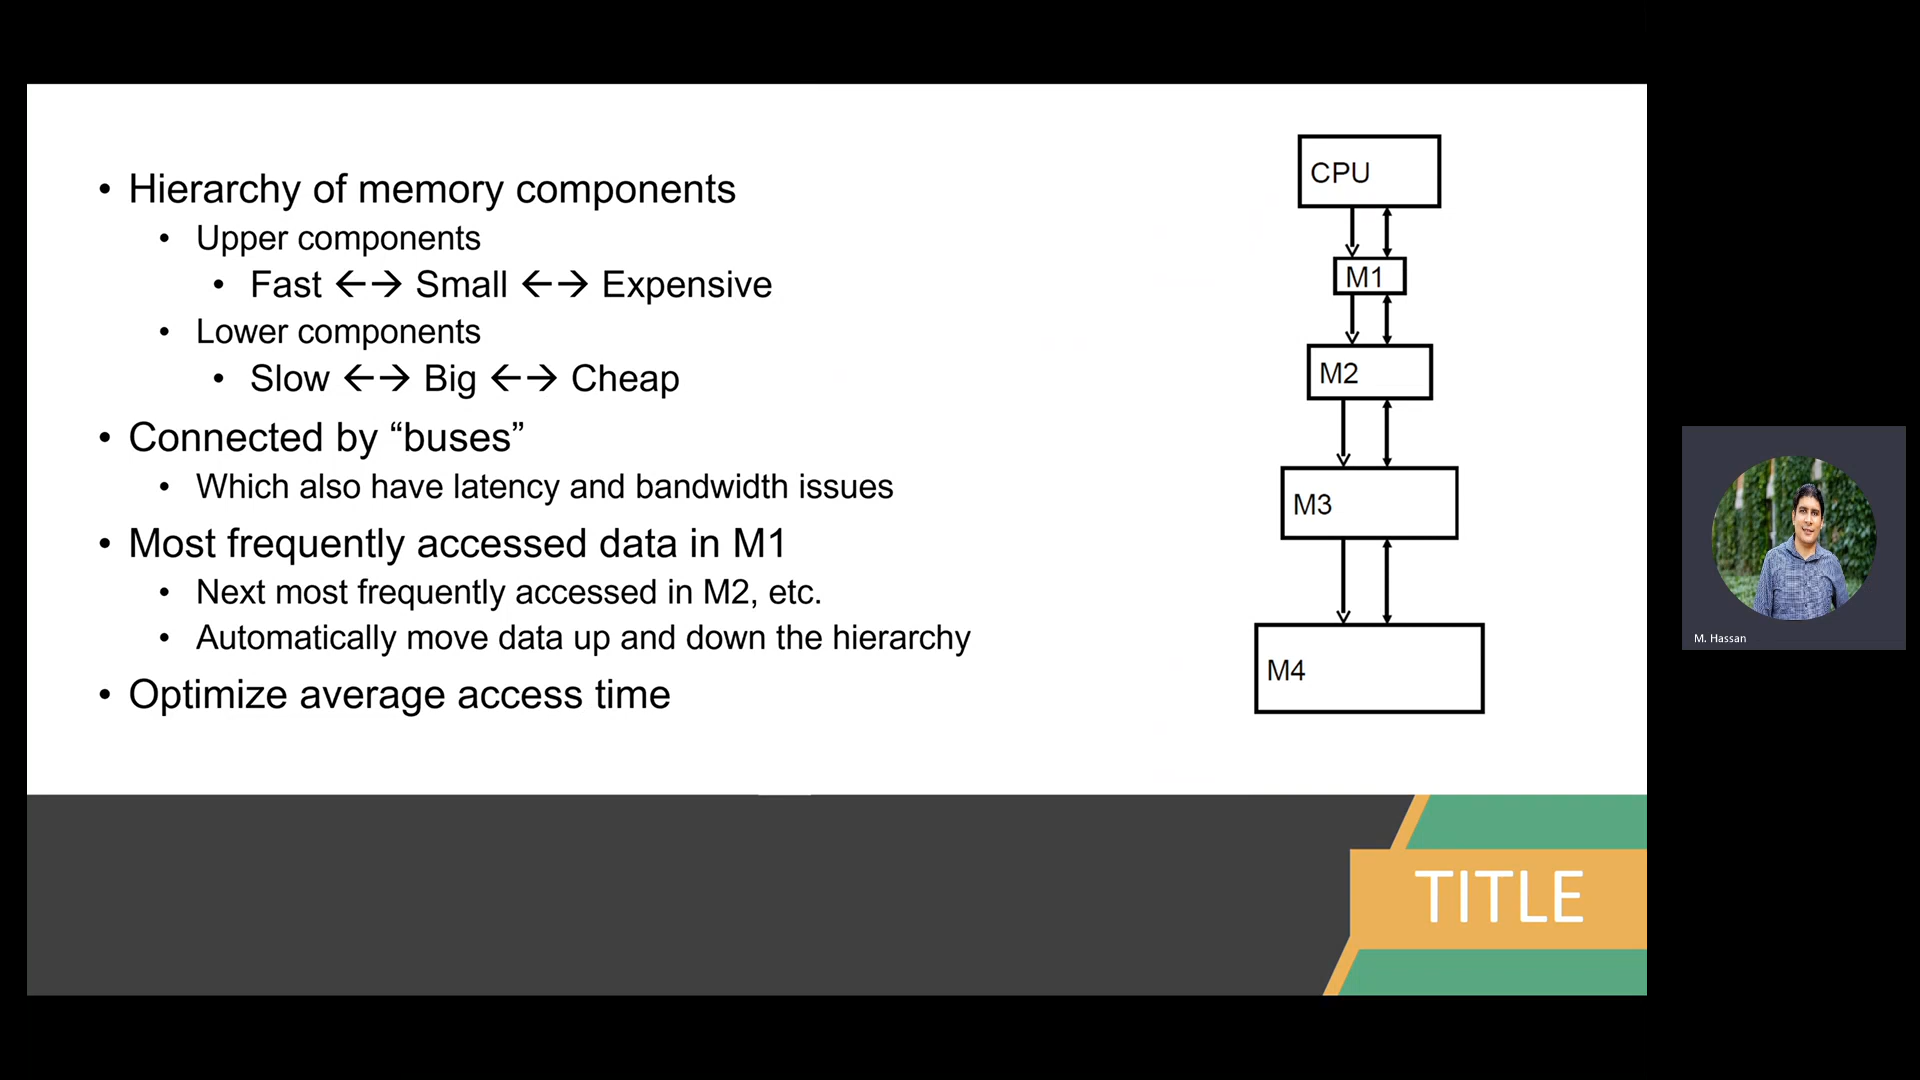 • Hierarchy of memory components
• Upper components
• Fast ←→ Small ←→ Expensive
• Lower components
• Slow ←→ Big ←→ Cheap
• Connected by “buses”
• Which also have latency and bandwidth issues
• Most frequently accessed data in M1
• Next most frequently accessed in M2, etc.
• Automatically move data up and down the hierarchy
• Optimize average access time
CPU
M1
M2
M3
M4
TITLE
M. Hassan